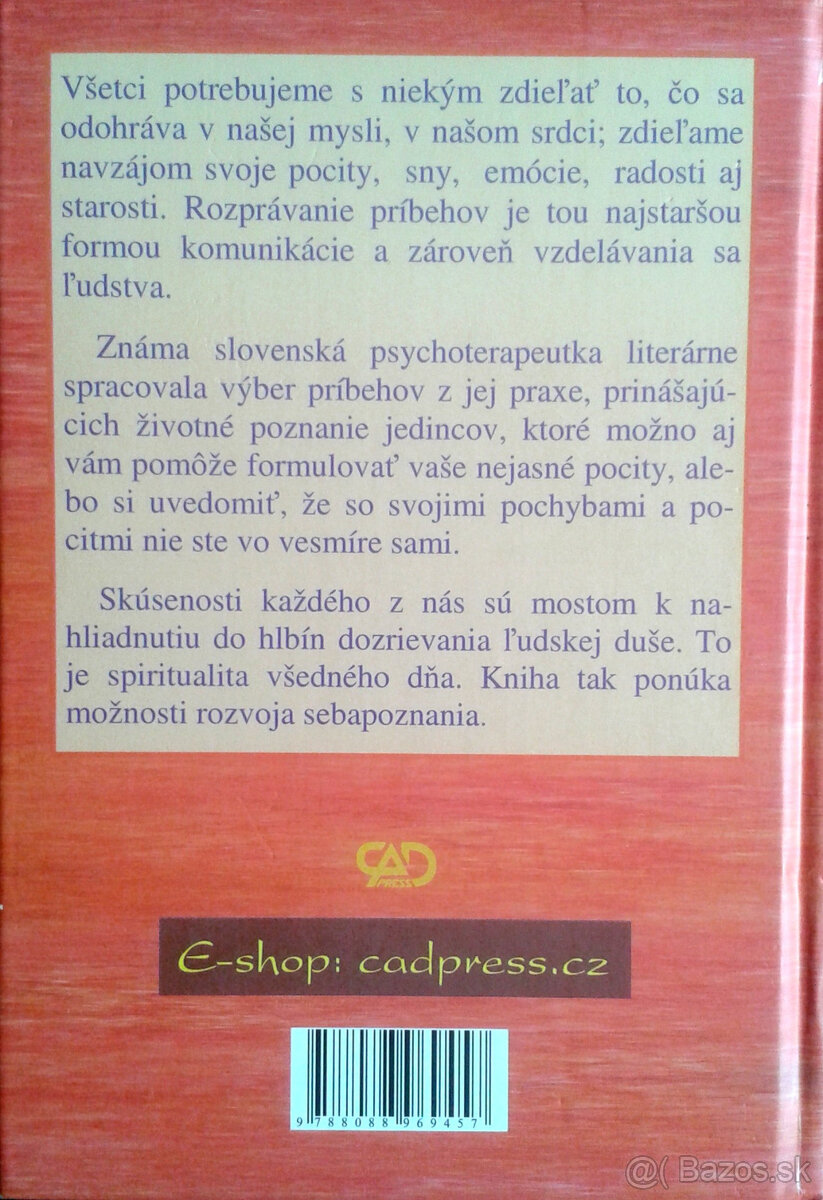 Všetci potrebujeme s niekým zdieľať to, čo sa
odohráva v našej mysli, v našom srdci; zdieľame
navzájom svoje pocity, sny, emócie, radosti aj
starosti. Rozprávanie príbehov je tou najstaršou
formou komunikácie a zároveň vzdelávania sa
ľudstva.
Známa slovenská psychoterapeutka literárne
spracovala výber príbehov z jej praxe, prinášajú-
cich životné poznanie jedincov, ktoré možno aj
vám pomôže formulovať vaše nejasné pocity, ale-
bo si uvedomiť, že so svojimi pochybami a po-
citmi nie ste vo vesmíre sami.
Skúsenosti každého z nás sú mostom k na-
hliadnutiu do hlbín dozrievania ľudskej duše. To
je spiritualita všedného dňa. Kniha tak ponúka
možnosti rozvoja sebapoznania.
CAD
PRESS
E-shop: cadpress.cz
9 788088 969457
@( Bazos.sk